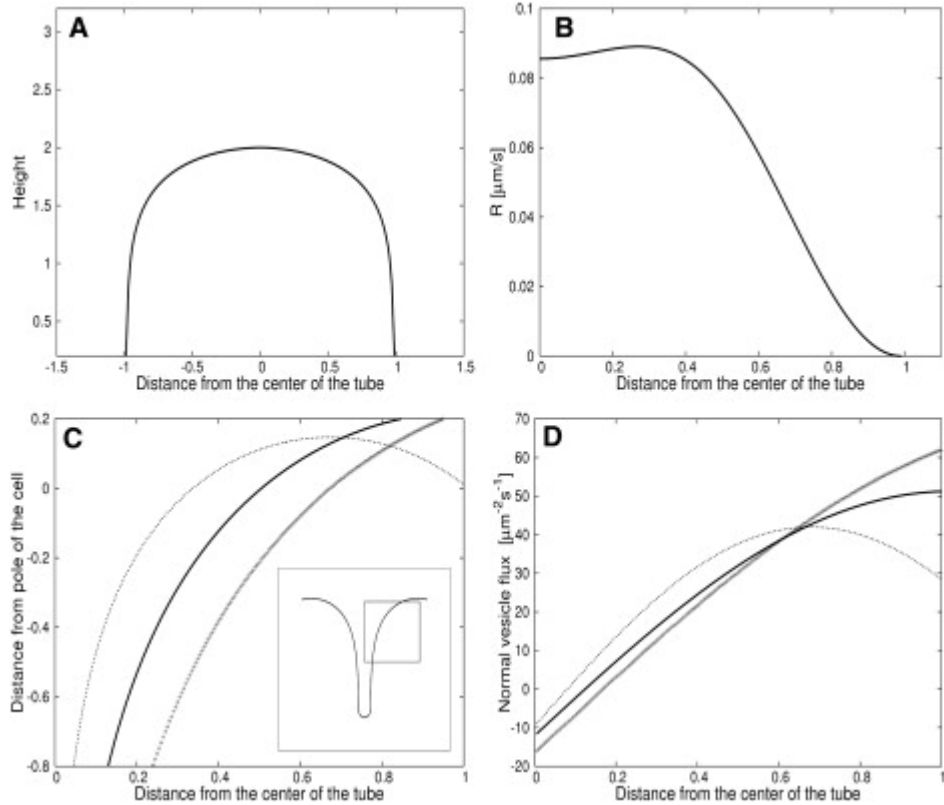 A
Height
3
2.5
2
1.5
1
0.5
-1.5 -1 -0.5 0 0.5 1 1.5
Distance from the center of the tube
B
R [µm/s]
0.1
0.08
0.06
0.04
0.02
0
0 0.2 0.4 0.6 0.8 1
Distance from the center of the tube
C
Distance from pole of the cell
0.2
0
-0.2
-0.4
-0.6
-0.8
0 0.2 0.4 0.6 0.8 1
Distance from the center of the tube
D
Normal vesicle flux [µm⁻²s⁻¹]
70
60
50
40
30
20
10
0
-10
-20
0 0.2 0.4 0.6 0.8 1
Distance from the center of the tube